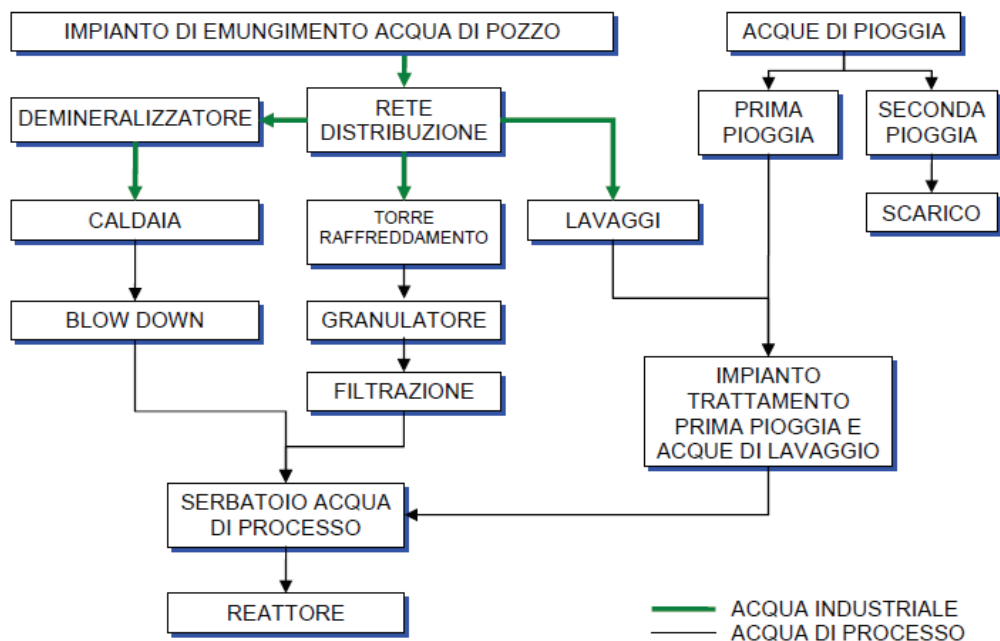 IMPIANTO DI EMUNGIMENTO ACQUA DI POZZO
ACQUE DI PIOGGIA
DEMINERALIZZATORE
RETE
DISTRIBUZIONE
PRIMA
PIOGGIA
SECONDA
PIOGGIA
CALDAIA
TORRE
RAFFREDDAMENTO
LAVAGGI
SCARICO
BLOW DOWN
GRANULATORE
FILTRAZIONE
IMPIANTO
TRATTAMENTO
PRIMA PIOGGIA E
ACQUE DI LAVAGGIO
SERBATOIO ACQUA
DI PROCESSO
REATTORE
ACQUA INDUSTRIALE
ACQUA DI PROCESSO